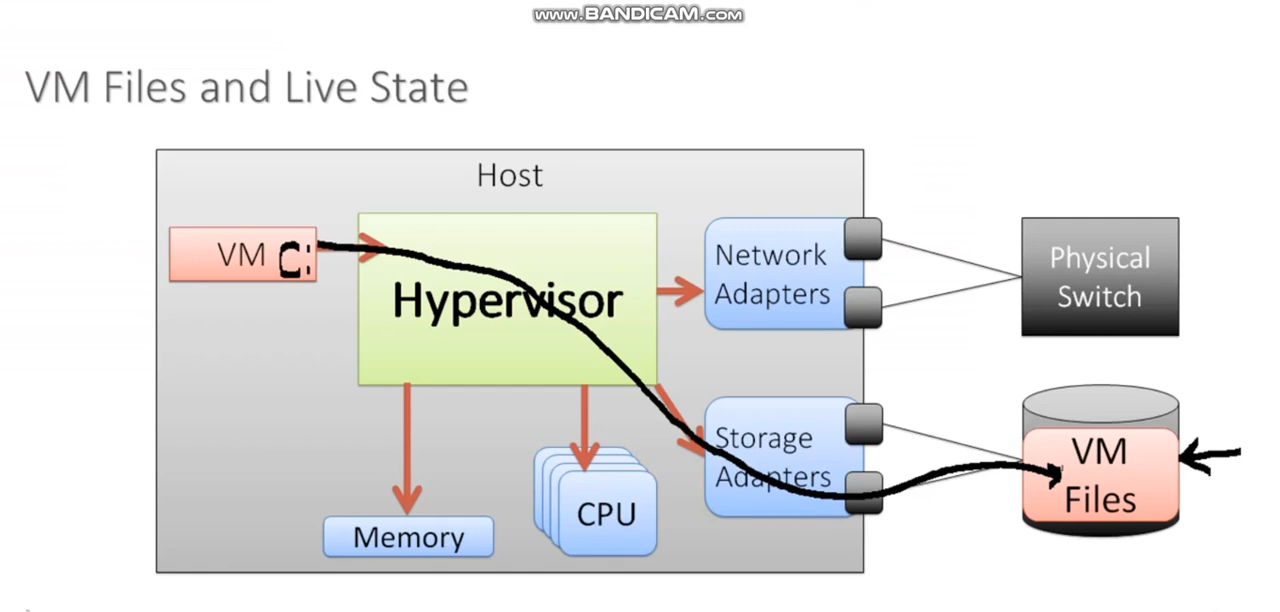 www.BANDICAM.com
VM Files and Live State
Host
VM C:
Hypervisor
Network
Adapters
Physical
Switch
Storage
Adapters
VM
Files
CPU
Memory